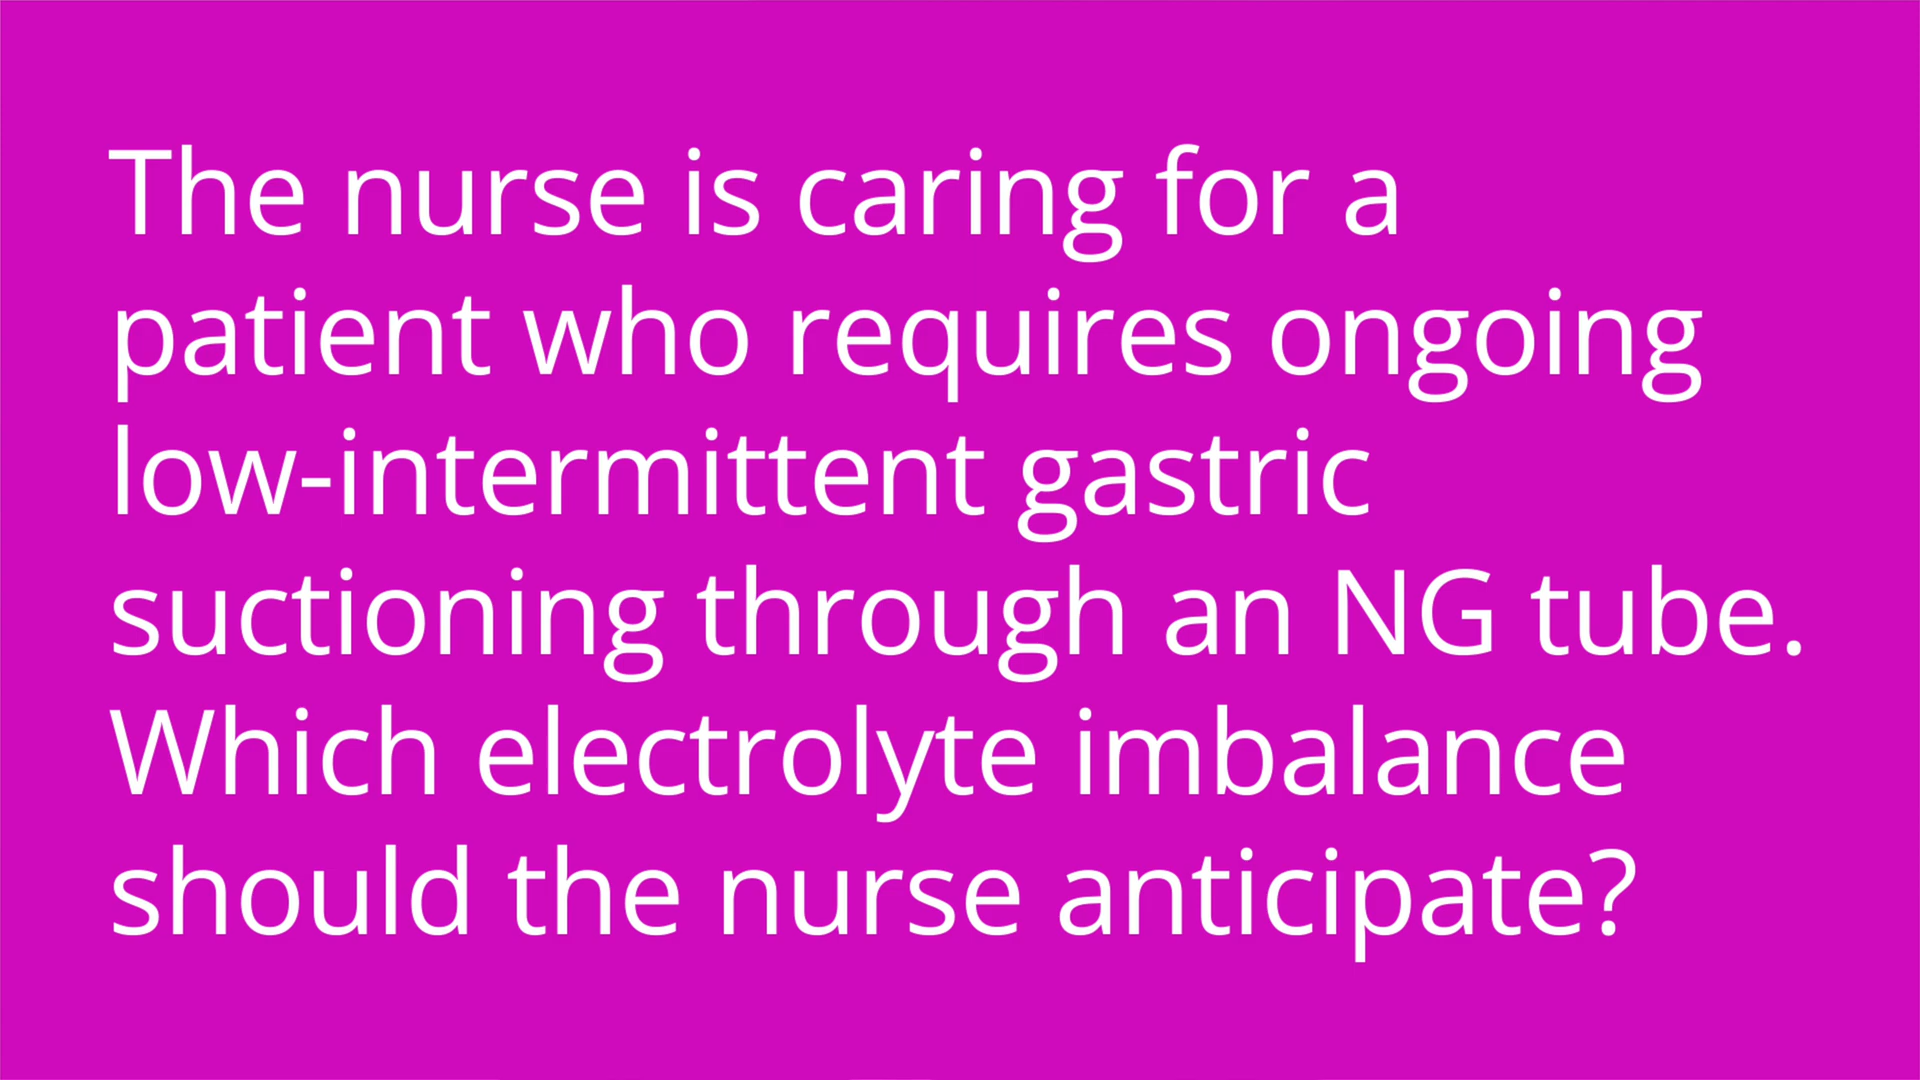 The nurse is caring for a
patient who requires ongoing
low-intermittent gastric
suctioning through an NG tube.
Which electrolyte imbalance
should the nurse anticipate?